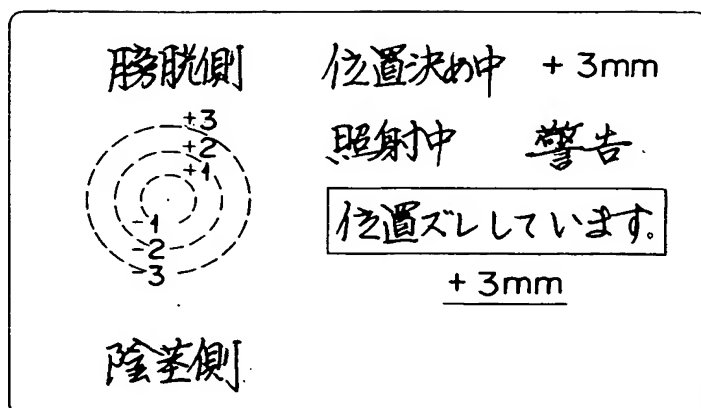 膀胱側
位置決め中 +3mm
照射中 警告
位置ズレしています。
+3mm
+3
+2
+1
-1
-2
-3
陰茎側